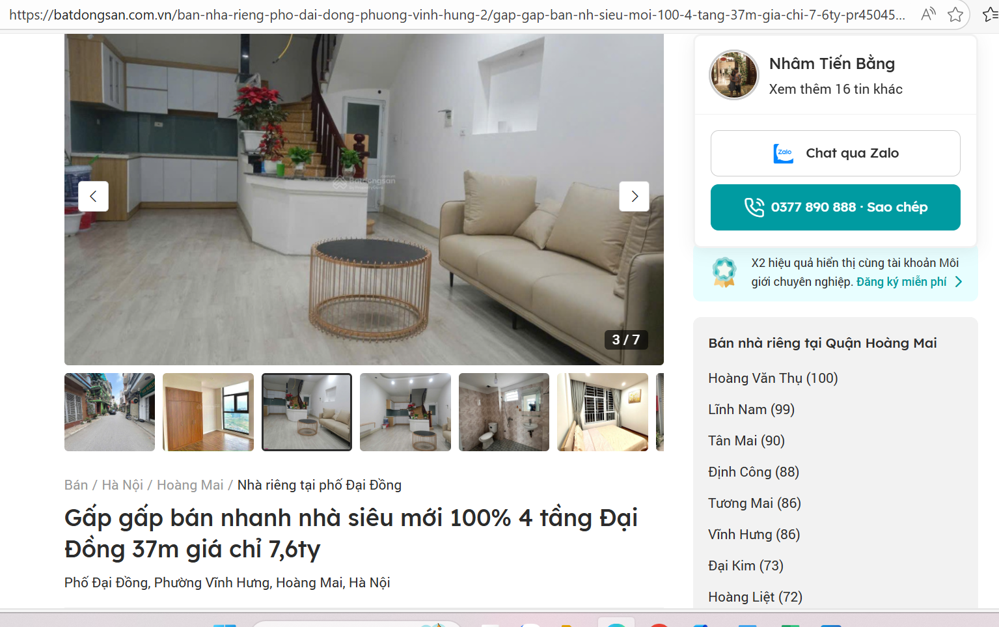 https://batdongsan.com.vn/ban-nha-rieng-pho-dai-dong-phuong-vinh-hung-2/gap-gap-ban-nh-sieu-moi-100-4-tang-37m-gia-chi-7-6ty-pr45045...
Batdongsan
3 / 7
Bán / Hà Nội / Hoàng Mai / Nhà riêng tại phố Đại Đồng
Gấp gấp bán nhanh nhà siêu mới 100% 4 tầng Đại
Đồng 37m giá chỉ 7,6ty
Phố Đại Đồng, Phường Vĩnh Hưng, Hoàng Mai, Hà Nội
Nhâm Tiến Bằng
Xem thêm 16 tin khác
Zalo
Chat qua Zalo
0377 890 888 · Sao chép
X2 hiệu quả hiển thị cùng tài khoản Môi
giới chuyên nghiệp. Đăng ký miễn phí
Bán nhà riêng tại Quận Hoàng Mai
Hoàng Văn Thụ (100)
Lĩnh Nam (99)
Tân Mai (90)
Định Công (88)
Tương Mai (86)
Vĩnh Hưng (86)
Đại Kim (73)
Hoàng Liệt (72)